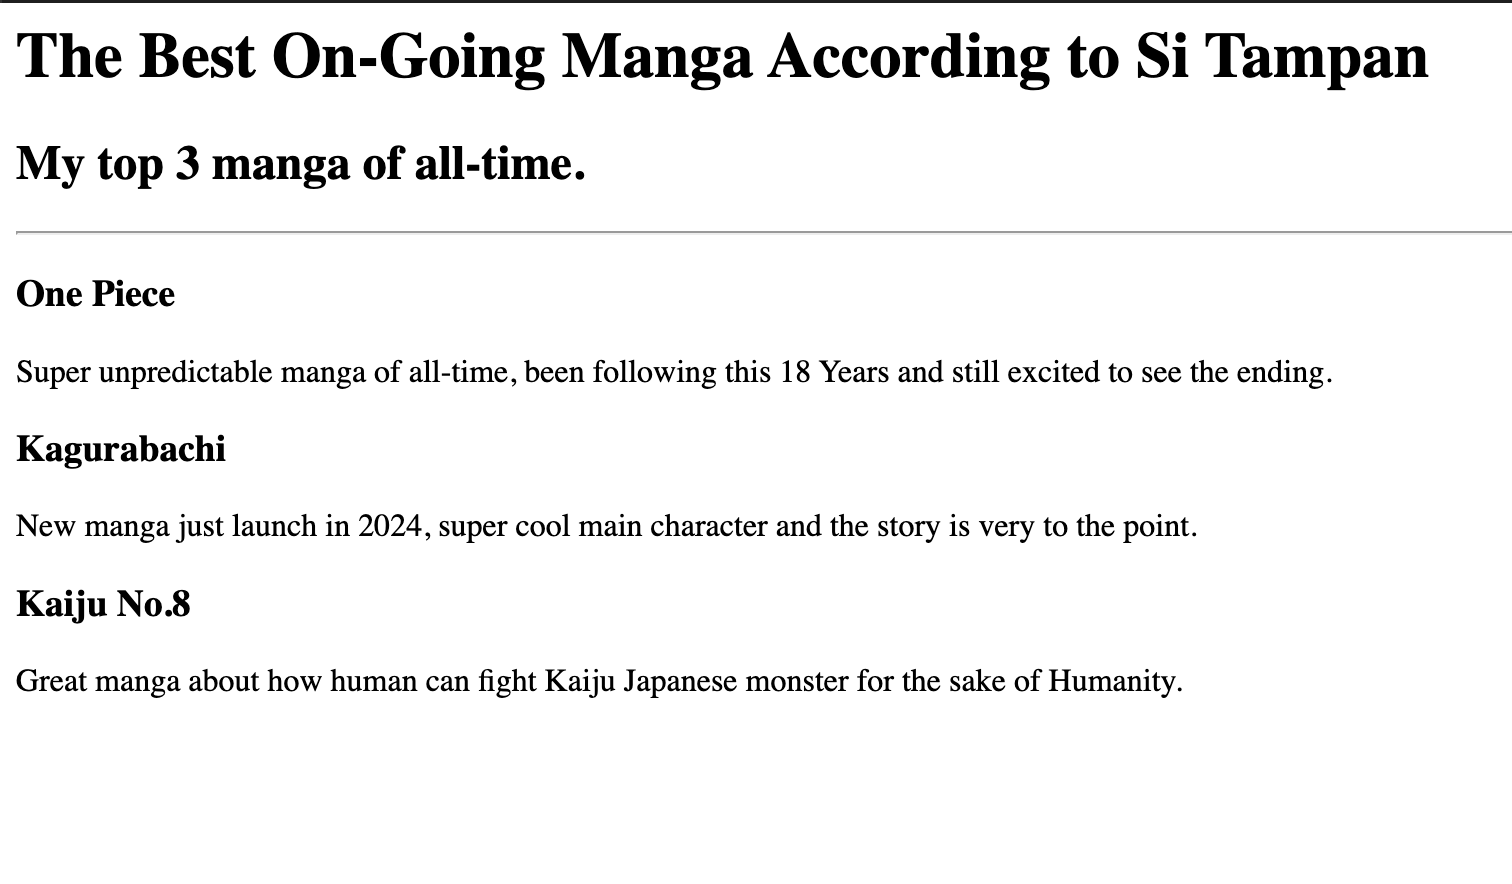 The Best On-Going Manga According to Si Tampan
My top 3 manga of all-time.
One Piece
Super unpredictable manga of all-time, been following this 18 Years and still excited to see the ending.
Kagurabachi
New manga just launch in 2024, super cool main character and the story is very to the point.
Kaiju No.8
Great manga about how human can fight Kaiju Japanese monster for the sake of Humanity.